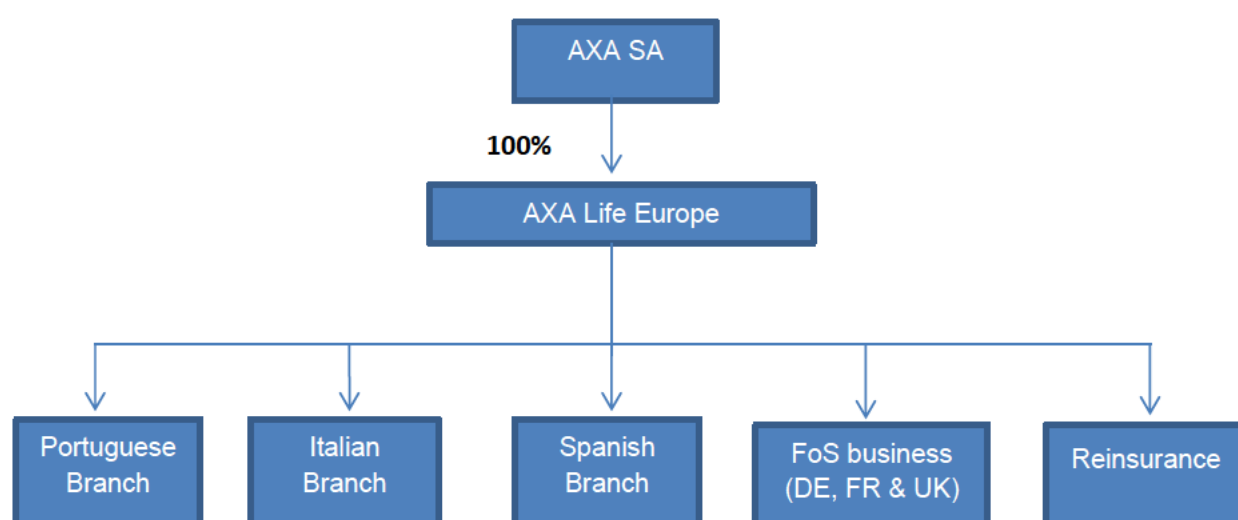 AXA SA
100%
AXA Life Europe
Portuguese
Branch
Italian
Branch
Spanish
Branch
FoS business
(DE, FR & UK)
Reinsurance